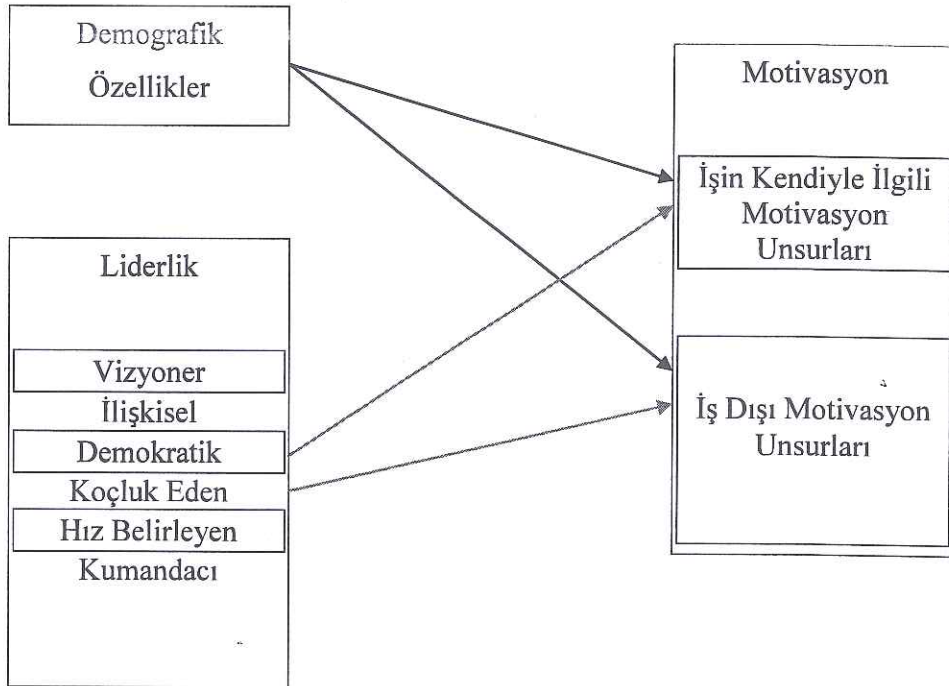 Demografik
Özellikler
Liderlik
Vizyoner
İlişkisel
Demokratik
Koçluk Eden
Hız Belirleyen
Kumandacı
Motivasyon
İşin Kendiyle İlgili
Motivasyon
Unsurları
İş Dışı Motivasyon
Unsurları